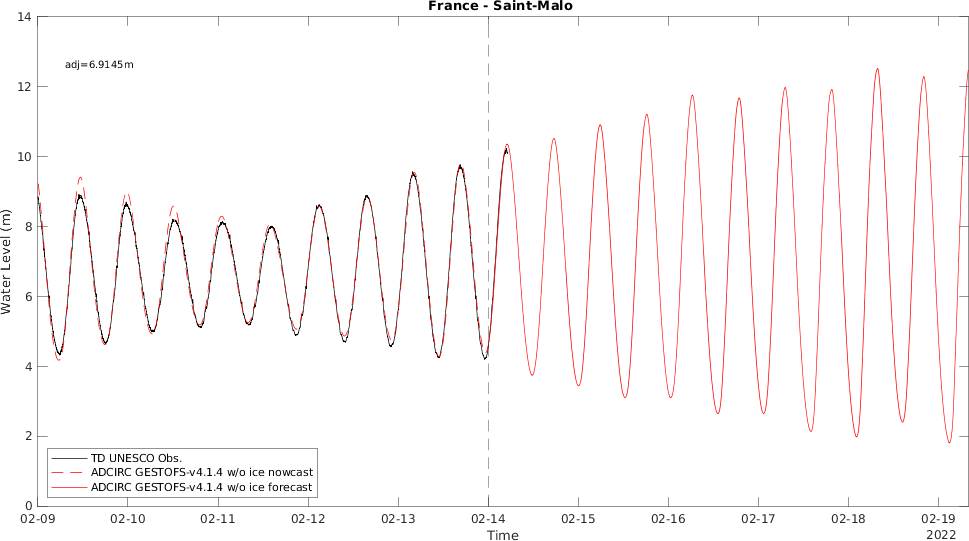 France - Saint-Malo
adj=6.9145m
14
12
10
8
6
4
2
0
Water Level (m)
TD UNESCO Obs.
ADCIRC GESTOFS-v4.1.4 w/o ice nowcast
ADCIRC GESTOFS-v4.1.4 w/o ice forecast
02-09 02-10 02-11 02-12 02-13 02-14 02-15 02-16 02-17 02-18 02-19
2022
Time